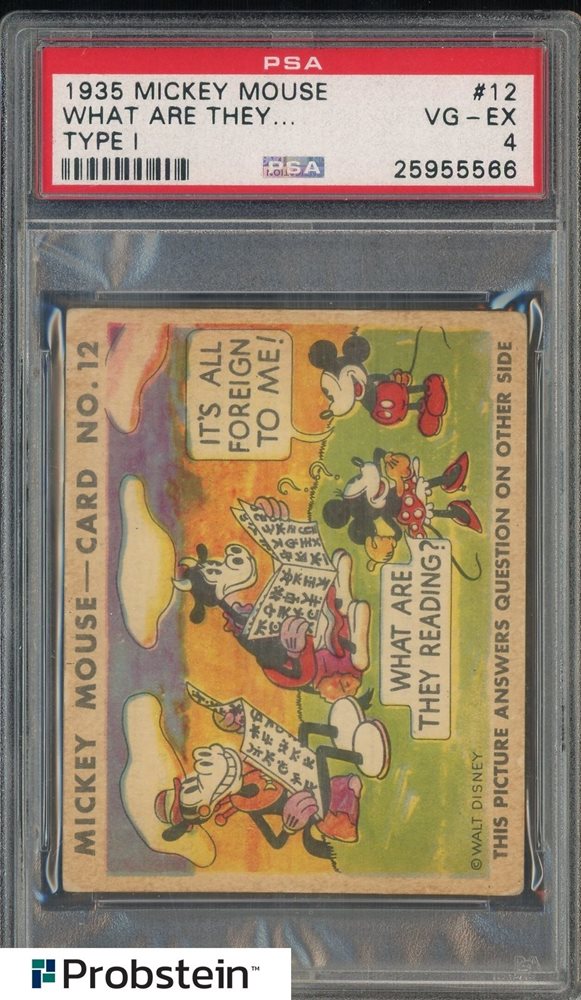 PSA
1935 MICKEY MOUSE #12
WHAT ARE THEY... VG - EX
TYPE I 4
PSA 25955566
MICKEY MOUSE—CARD NO. 12
IT'S ALL
FOREIGN
TO ME!
WHAT ARE
THEY READING?
© WALT DISNEY
THIS PICTURE ANSWERS QUESTION ON OTHER SIDE
Probstein™